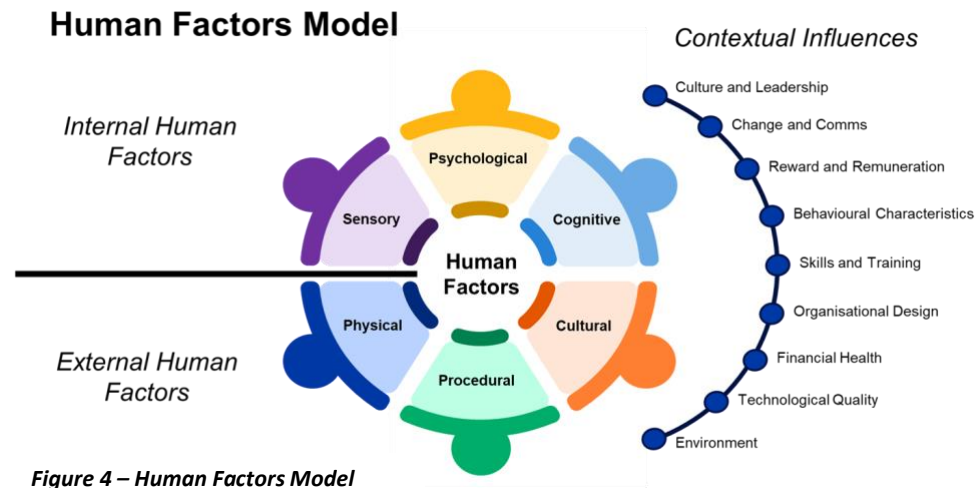 Human Factors Model
Contextual Influences
Internal Human
Factors
Psychological
Sensory
Cognitive
Human
Factors
Physical
Cultural
Procedural
External Human
Factors
Culture and Leadership
Change and Comms
Reward and Remuneration
Behavioural Characteristics
Skills and Training
Organisational Design
Financial Health
Technological Quality
Environment
Figure 4 – Human Factors Model